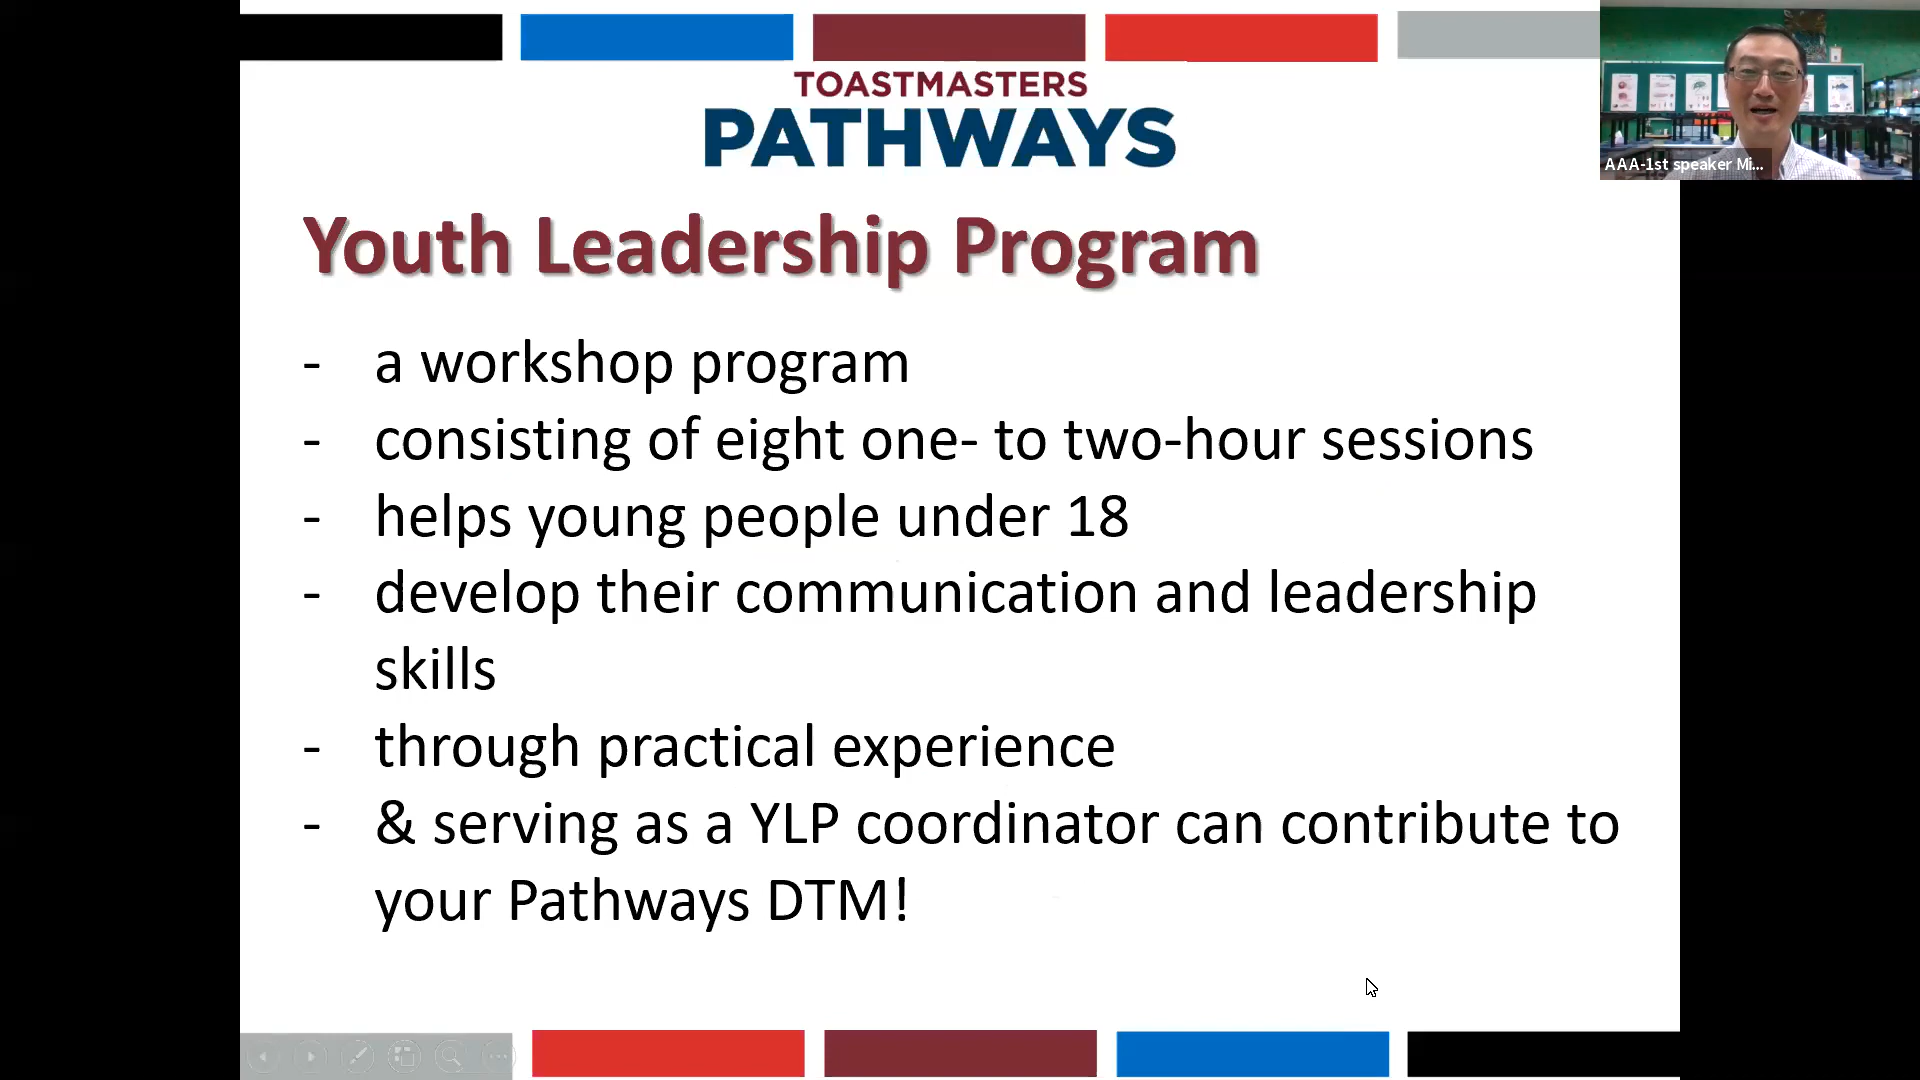 TOASTMASTERS
PATHWAYS
AAA-1st speaker Mi...
Youth Leadership Program
- a workshop program
- consisting of eight one- to two-hour sessions
- helps young people under 18
- develop their communication and leadership
skills
- through practical experience
- & serving as a YLP coordinator can contribute to
your Pathways DTM!